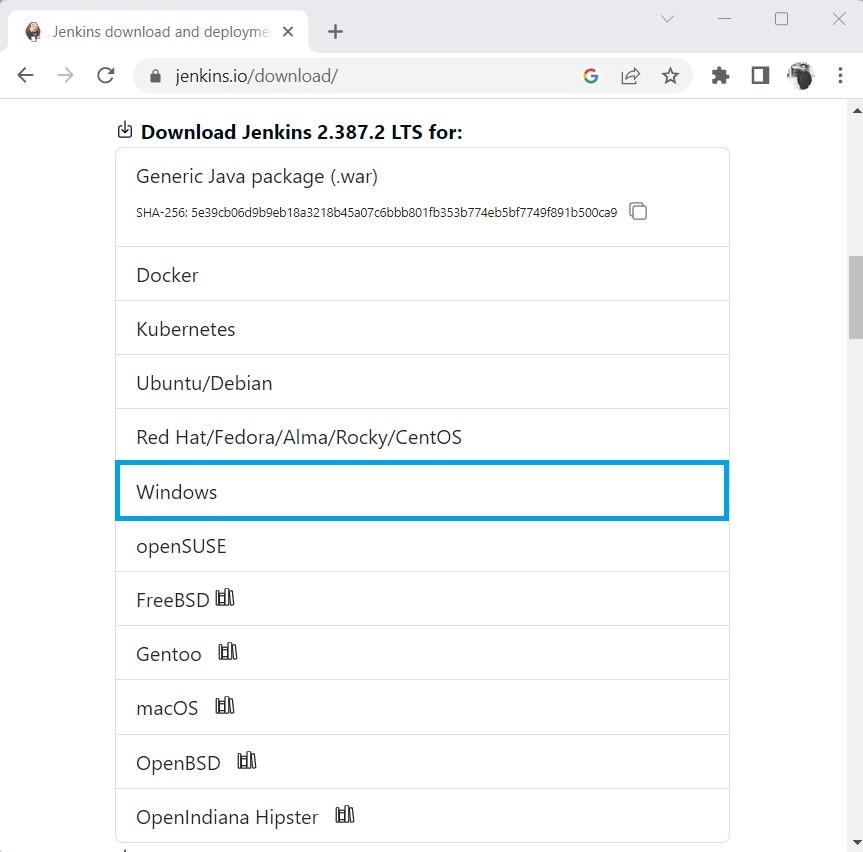 Jenkins download and deployme
jenkins.io/download/
Download Jenkins 2.387.2 LTS for:
Generic Java package (.war)
SHA-256: 5e39cb06d9b9eb18a3218b45a07c6bbb801fb353b774eb5bf7749f891b500ca9
Docker
Kubernetes
Ubuntu/Debian
Red Hat/Fedora/Alma/Rocky/CentOS
Windows
openSUSE
FreeBSD
Gentoo
macOS
OpenBSD
OpenIndiana Hipster